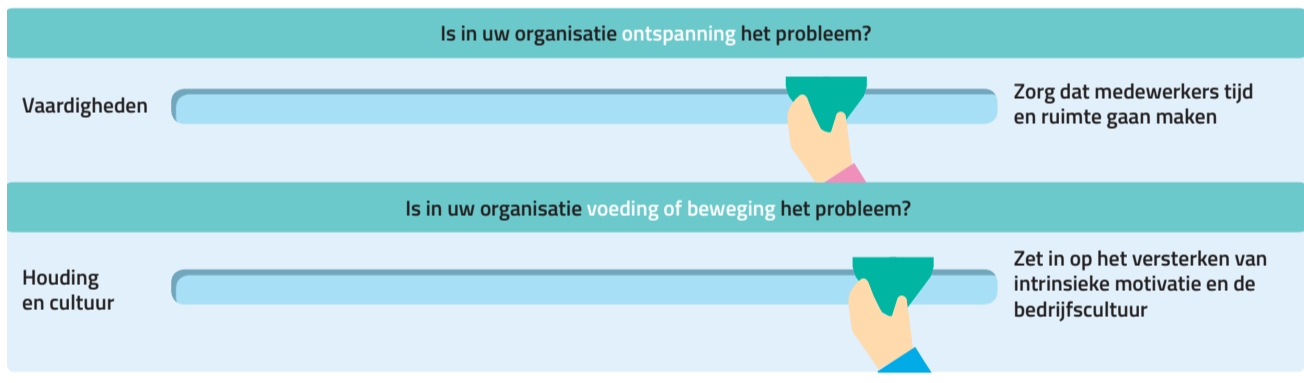 Is in uw organisatie ontspanning het probleem?
Vaardigheden
Zorg dat medewerkers tijd
en ruimte gaan maken
Is in uw organisatie voeding of beweging het probleem?
Houding
en cultuur
Zet in op het versterken van
intrinsieke motivatie en de
bedrijfscultuur